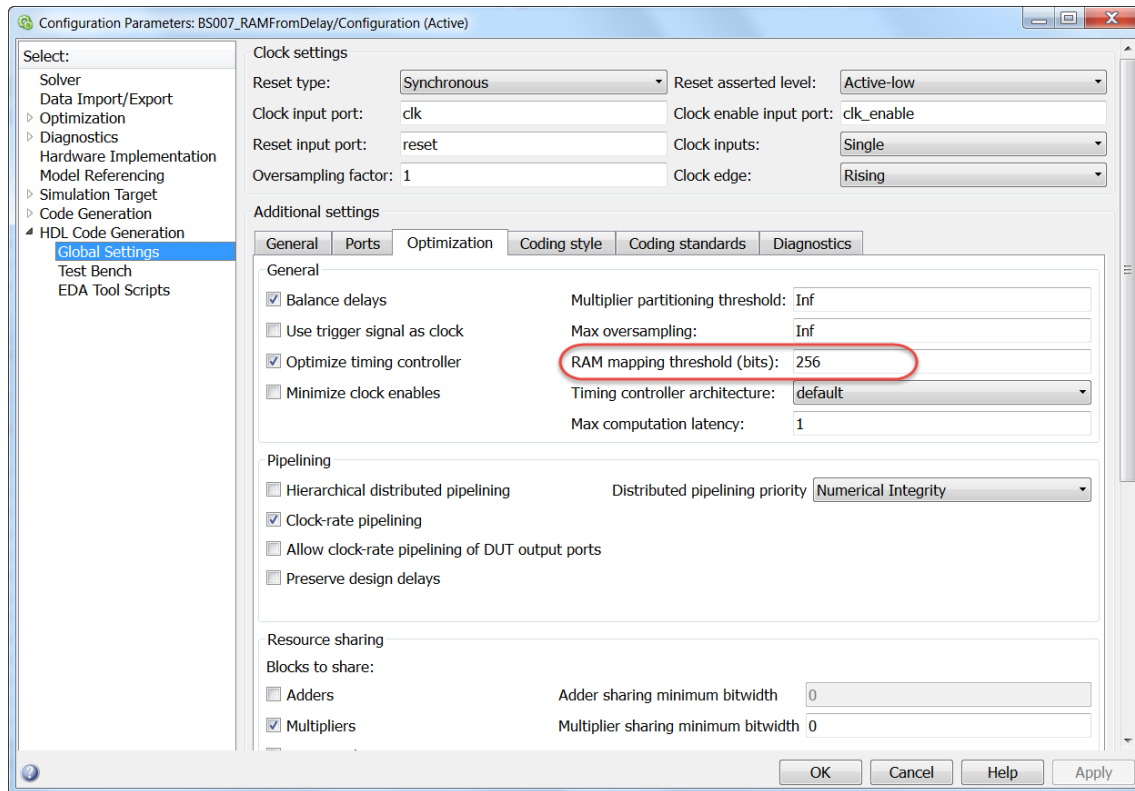 Configuration Parameters: BS007_RAMFromDelay/Configuration (Active)
Select:
Solver
Data Import/Export
Optimization
Diagnostics
Hardware Implementation
Model Referencing
Simulation Target
Code Generation
HDL Code Generation
Global Settings
Test Bench
EDA Tool Scripts
Clock settings
Reset type: Synchronous Reset asserted level: Active-low
Clock input port: clk Clock enable input port: clk_enable
Reset input port: reset Clock inputs: Single
Oversampling factor: 1 Clock edge: Rising
Additional settings
General Ports Optimization Coding style Coding standards Diagnostics
General
Balance delays Multiplier partitioning threshold: Inf
Use trigger signal as clock Max oversampling: Inf
Optimize timing controller RAM mapping threshold (bits): 256
Minimize clock enables Timing controller architecture: default
Max computation latency: 1
Pipelining
Hierarchical distributed pipelining Distributed pipelining priority Numerical Integrity
Clock-rate pipelining
Allow clock-rate pipelining of DUT output ports
Preserve design delays
Resource sharing
Blocks to share:
Adders Adder sharing minimum bitwidth 0
Multipliers Multiplier sharing minimum bitwidth 0
OK Cancel Help Apply